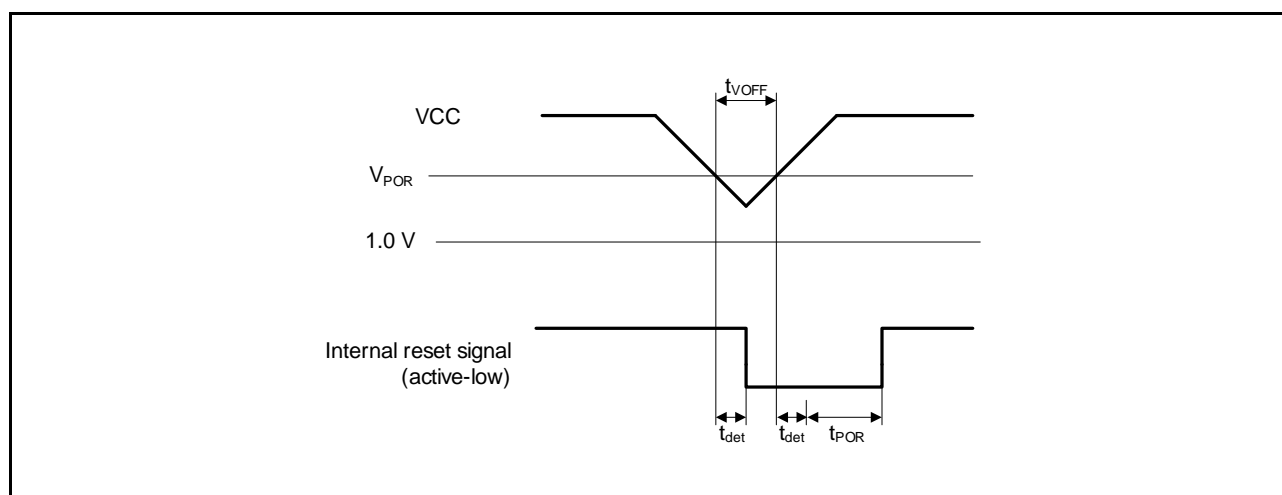 tVOFF
VCC
VPOR
1.0 V
Internal reset signal
(active-low)
tdet
tdet
tPOR